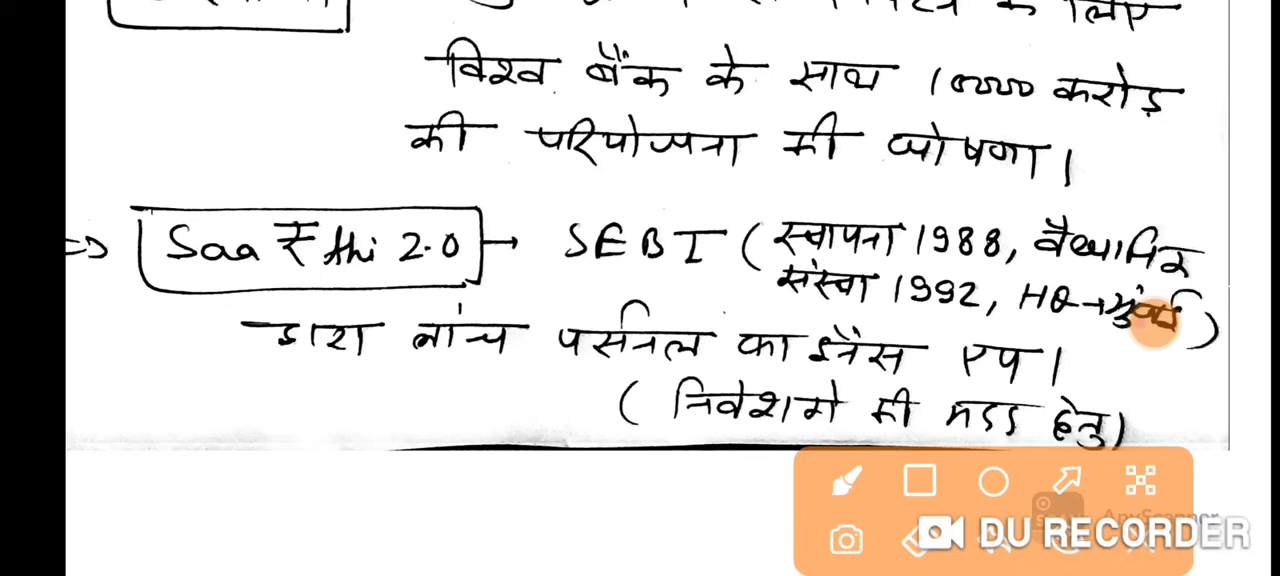 के लिए
विश्व बैंक के साथ 10000 करोड़
की परियोजना की घोषणा।
⇒ Saa ₹ thi 2.0 → SEBI ( स्थापना 1988, वैधानिक
संस्था 1992, HQ → मुंबई )
द्वारा लांच पर्सनल फाइनेंस एप।
( निवेशको की मदद हेतु)
DU RECORDER